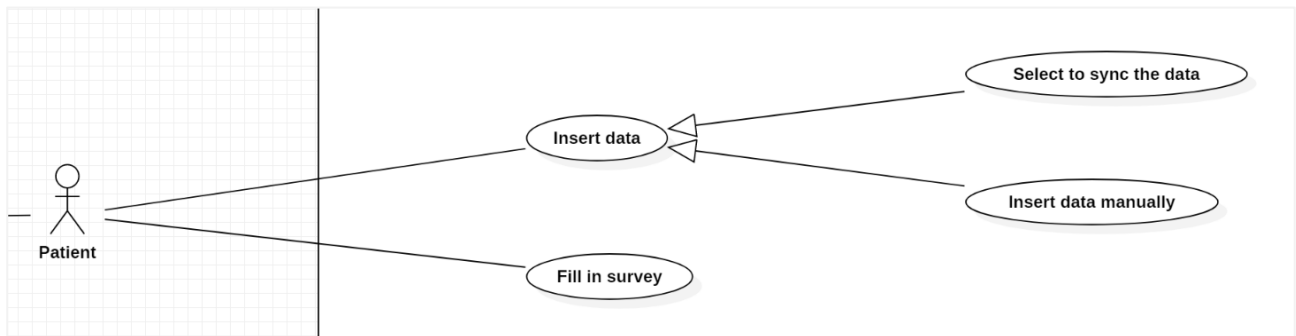 Select to sync the data
Insert data
Insert data manually
Patient
Fill in survey